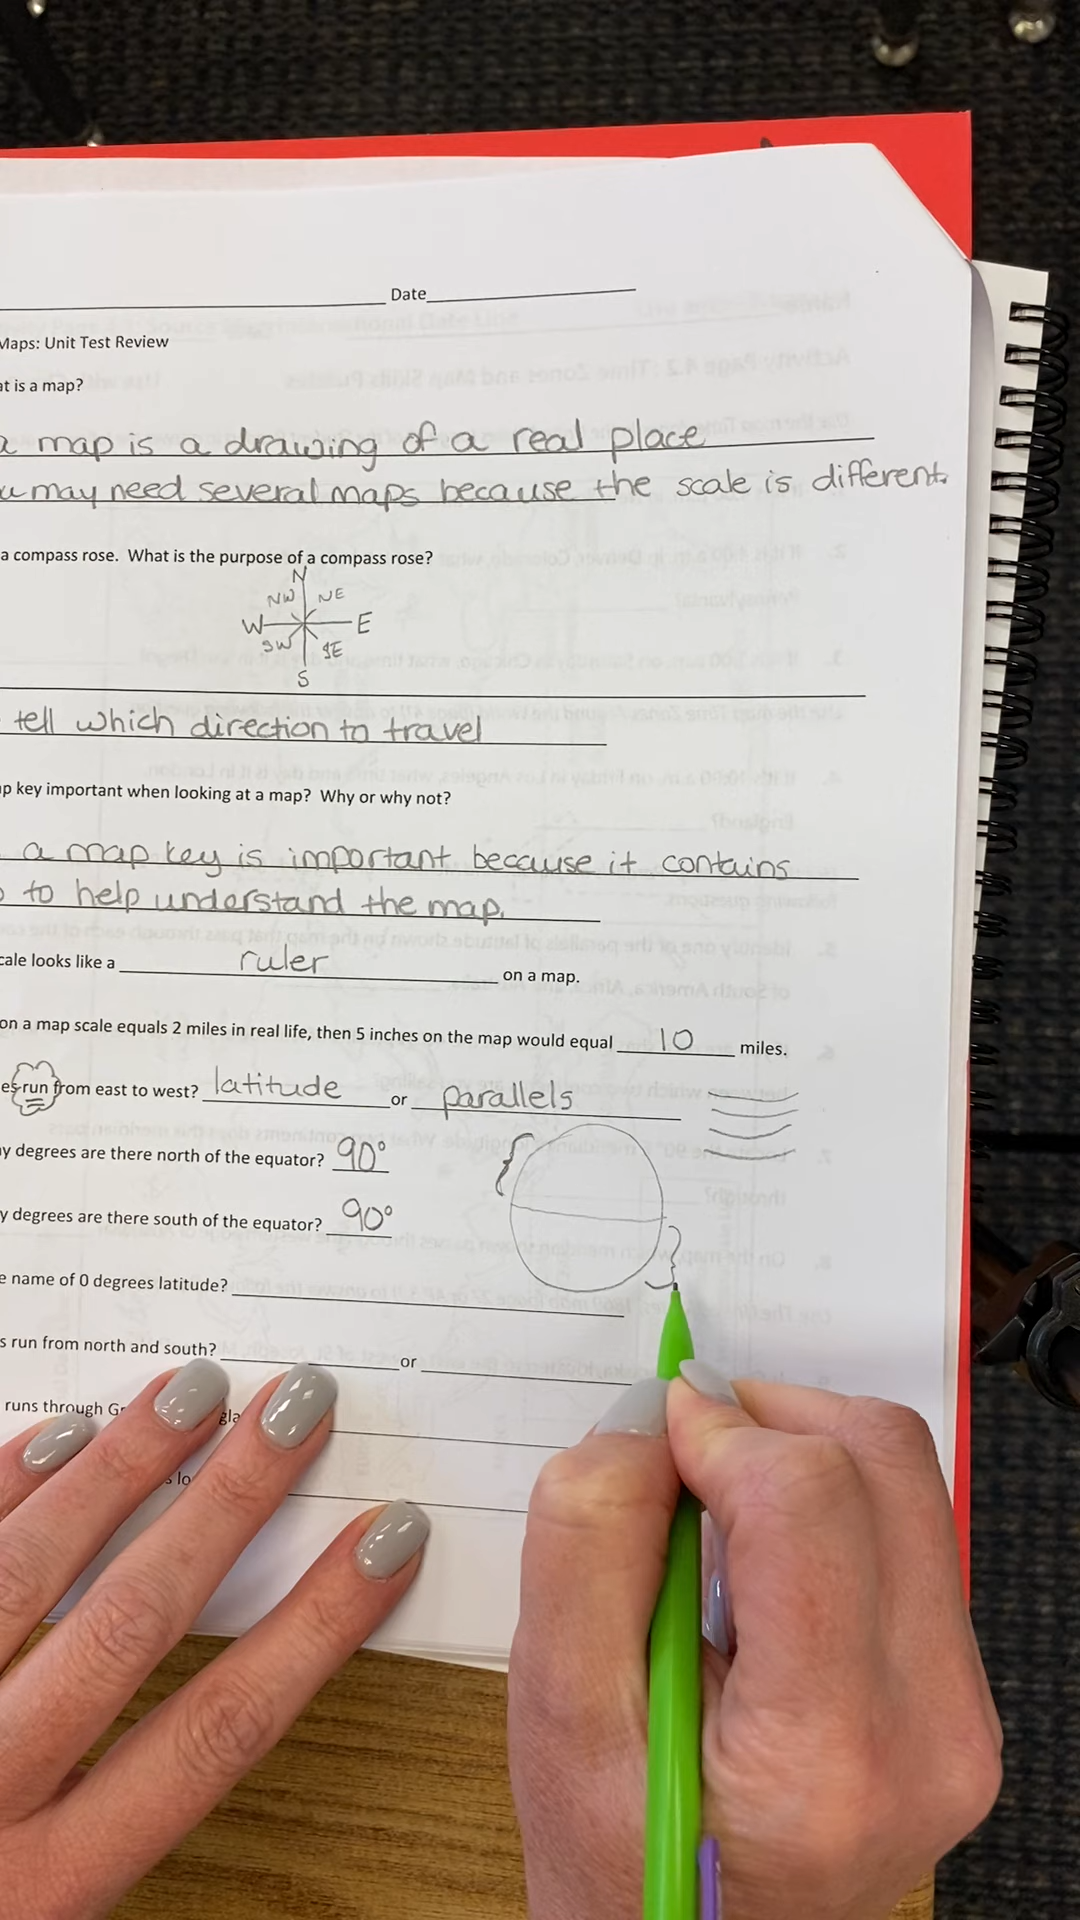 Date
Maps: Unit Test Review
at is a map?
a map is a drawing of a real place
u may need several maps because the scale is different.
a compass rose. What is the purpose of a compass rose?
N
NW NE
W E
SW SE
S
tell which direction to travel
p key important when looking at a map? Why or why not?
a map key is important because it contains
to help understand the map.
cale looks like a ruler on a map.
on a map scale equals 2 miles in real life, then 5 inches on the map would equal 10 miles.
es run from east to west? latitude or parallels
y degrees are there north of the equator? 90°
y degrees are there south of the equator? 90°
e name of 0 degrees latitude?
s run from north and south? or
runs through Gr gla
s lo